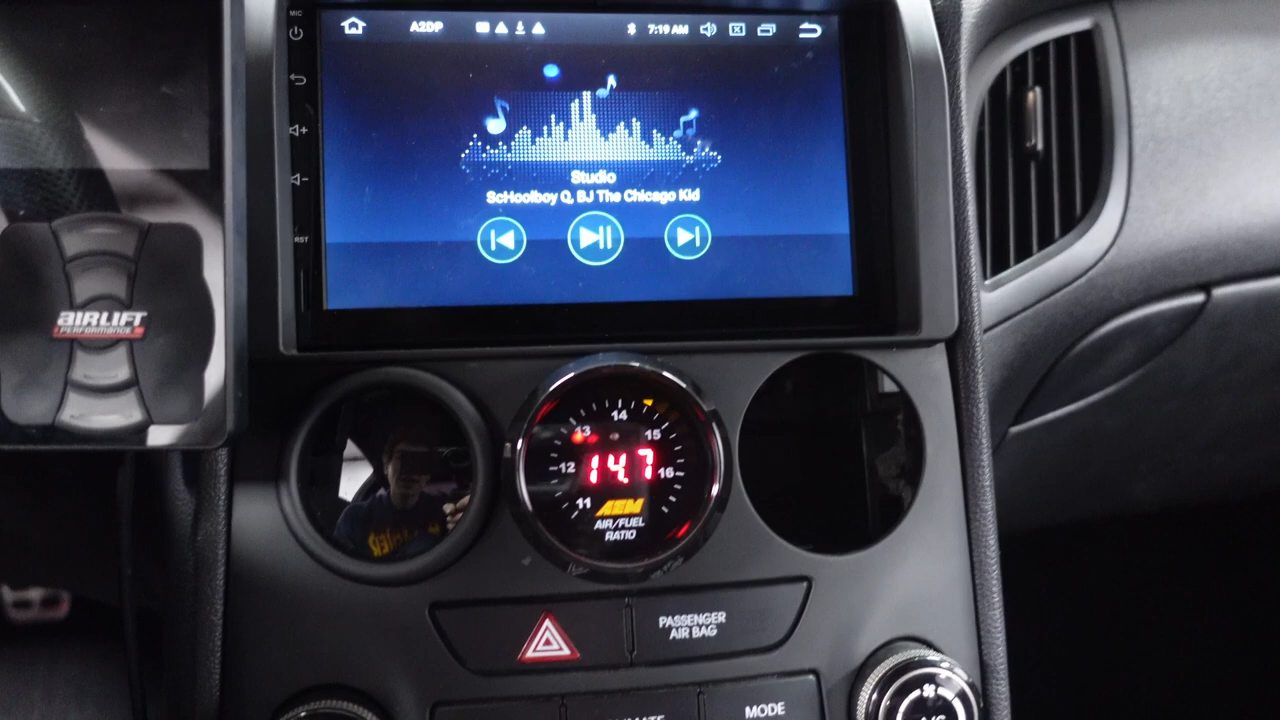 MIC
A2DP
7:19 AM
Studio
ScHoolboy Q, BJ The Chicago Kid
RST
AIRLIFT
PERFORMANCE
11
12
13
14
15
16
14.7
AEM
AIR/FUEL
RATIO
PASSENGER
AIR BAG
MODE